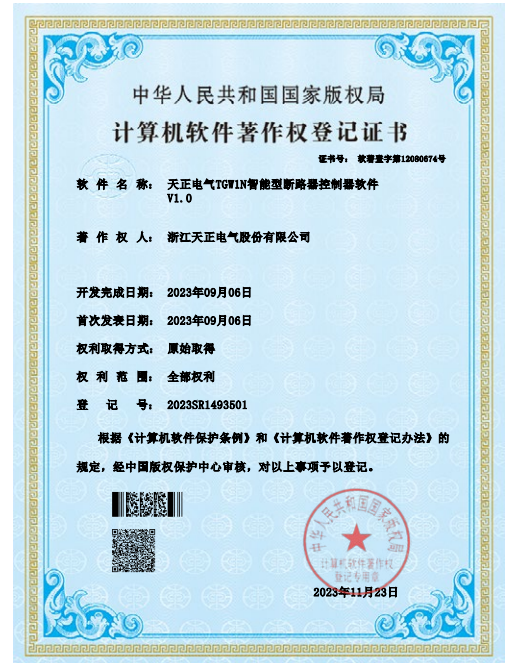 中华人民共和国国家版权局
计算机软件著作权登记证书
证书号： 软著登字第12080674号
软件名称： 天正电气TGW1N智能型断路器控制器软件
V1.0
著作权人： 浙江天正电气股份有限公司
开发完成日期： 2023年09月06日
首次发表日期： 2023年09月06日
权利取得方式： 原始取得
权利范围： 全部权利
登记号： 2023SR1493501
根据《计算机软件保护条例》和《计算机软件著作权登记办法》的
规定，经中国版权保护中心审核，对以上事项予以登记。
中华人民共和国国家版权局
计算机软件著作权
登记专用章
2023年11月23日